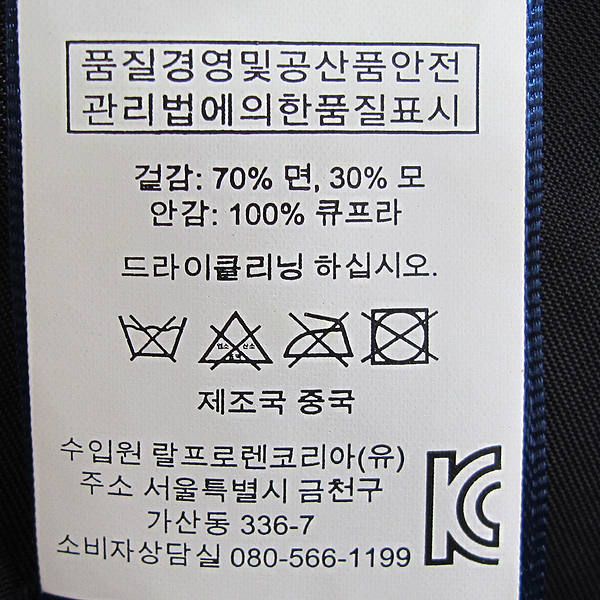 품질경영및공산품안전
관리법에의한품질표시
겉감: 70% 면, 30% 모
안감: 100% 큐프라
드라이클리닝 하십시오.
염소 산소
표백
제조국 중국
수입원 랄프로렌코리아(유)
주소 서울특별시 금천구
가산동 336-7
소비자상담실 080-566-1199
KC